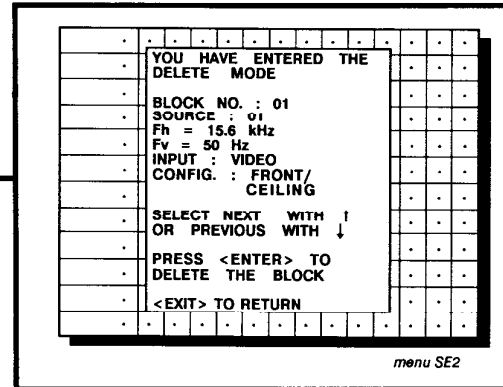 YOU HAVE ENTERED THE
DELETE MODE
BLOCK NO. : 01
SOURCE : 01
Fh = 15.6 kHz
Fv = 50 Hz
INPUT : VIDEO
CONFIG. : FRONT/
CEILING
SELECT NEXT WITH ↑
OR PREVIOUS WITH ↓
PRESS <ENTER> TO
DELETE THE BLOCK
<EXIT> TO RETURN
menu SE2